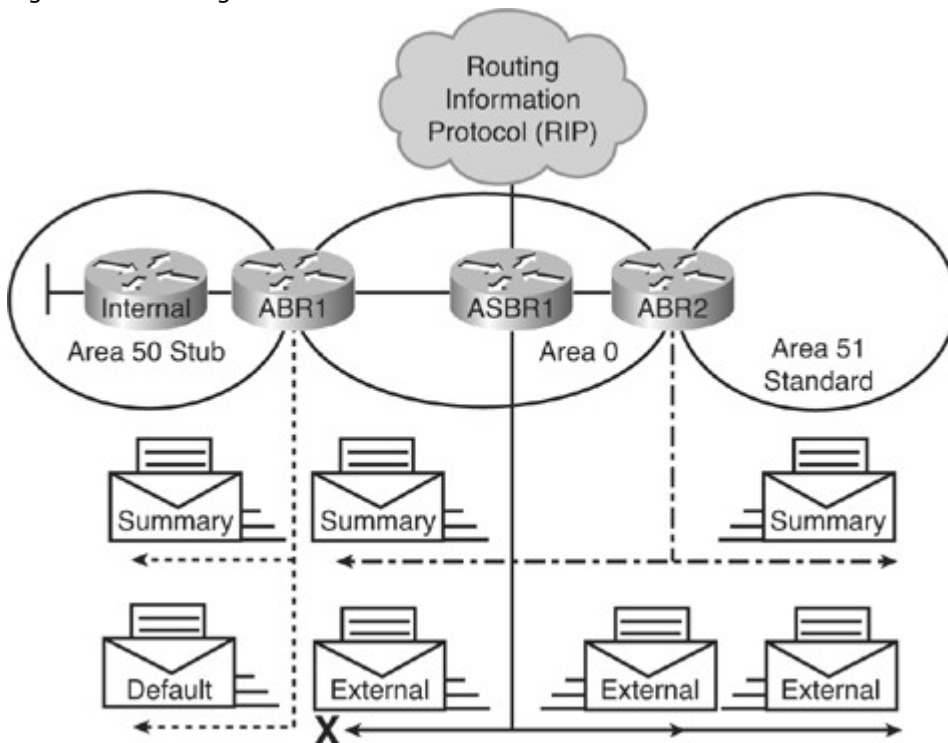 Routing
Information
Protocol (RIP)
Internal
ABR1
ASBR1
ABR2
Area 50 Stub
Area 0
Area 51
Standard
Summary
Summary
Summary
Default
External
External
External
X